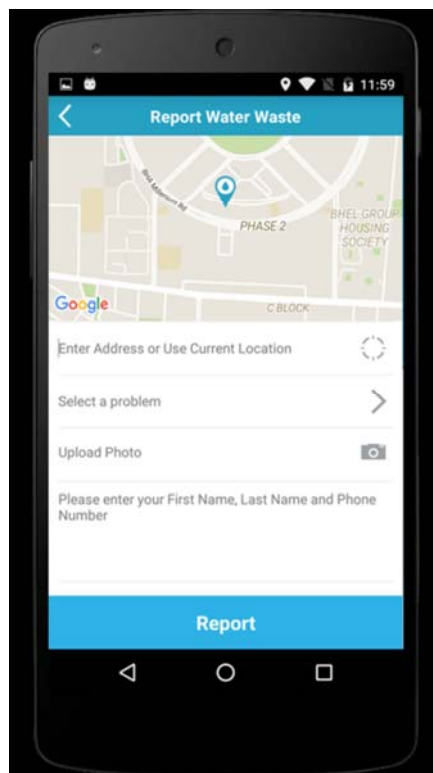 11:59
Report Water Waste
PHASE 2
BHEL GROUP
HOUSING
SOCIETY
Google
C BLOCK
Enter Address or Use Current Location
Select a problem
Upload Photo
Please enter your First Name, Last Name and Phone
Number
Report